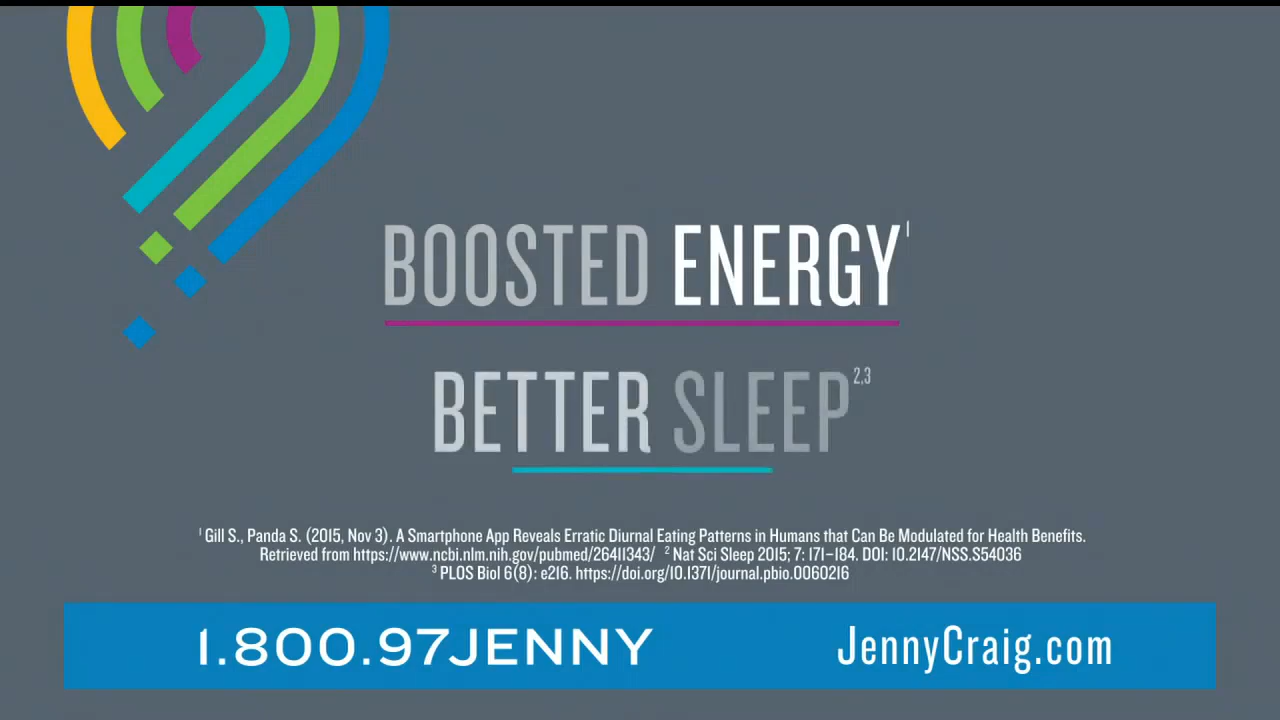 BOOSTED ENERGY¹
BETTER SLEEP²,³
¹ Gill S., Panda S. (2015, Nov 3). A Smartphone App Reveals Erratic Diurnal Eating Patterns in Humans that Can Be Modulated for Health Benefits.
Retrieved from https://www.ncbi.nlm.nih.gov/pubmed/26411343/ ² Nat Sci Sleep 2015; 7: 171–184. DOI: 10.2147/NSS.S54036
³ PLOS Biol 6(8): e216. https://doi.org/10.1371/journal.pbio.0060216
1.800.97JENNY JennyCraig.com